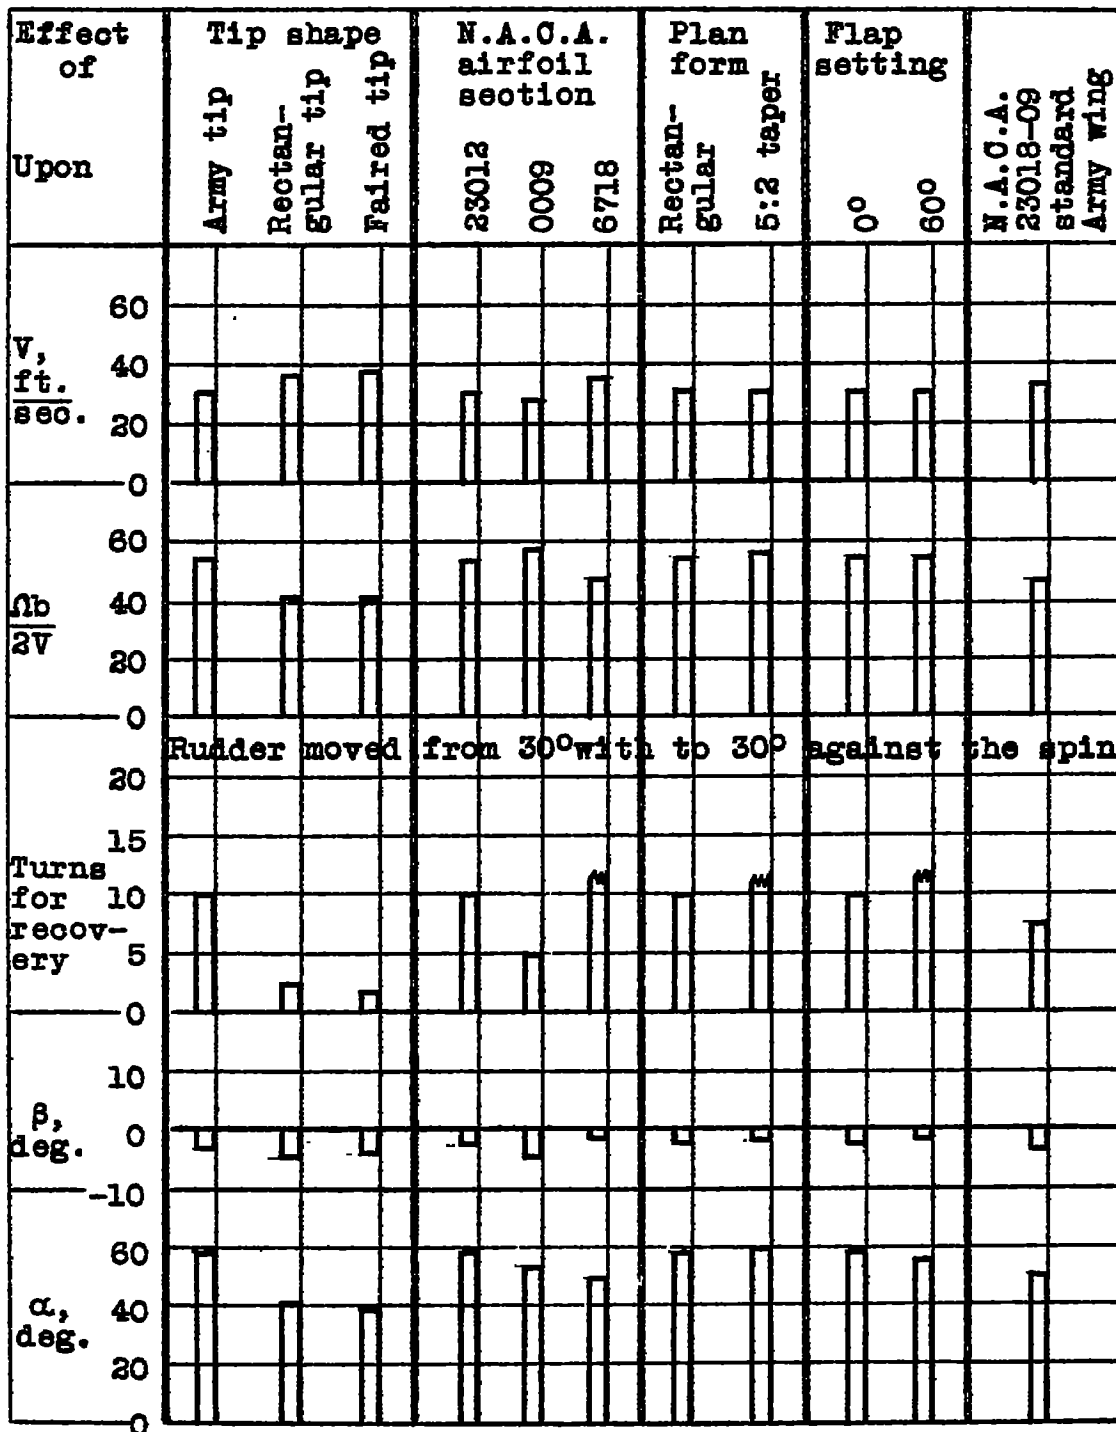 Effect of
Upon
Tip shape
Army tip
Rectan-
gular tip
Faired tip
N.A.C.A.
airfoil
section
23012
0009
6718
Plan
form
Rectan-
gular
5:2 taper
Flap
setting
0°
60°
N.A.C.A.
23018-09
standard
Army wing
V,
ft.
sec.
60
40
20
0
Ωb
2V
60
40
20
0
Rudder moved from 30° with to 30° against the spin
Turns
for
recov-
ery
20
15
10
5
0
β,
deg.
10
0
-10
α,
deg.
60
40
20
0